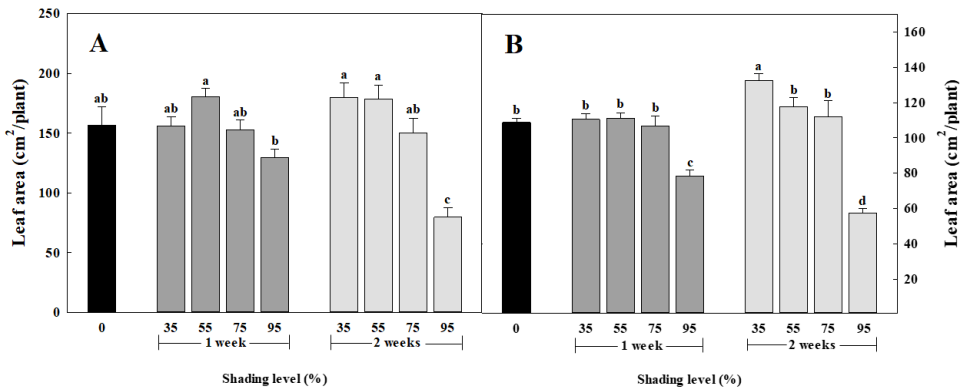 A
B
Leaf area (cm2/plant)
250
200
150
100
50
0
ab
ab
a
ab
b
a
a
ab
c
0
35 55 75 95
1 week
35 55 75 95
2 weeks
Shading level (%)
b
b
b
b
c
a
b
b
d
0
35 55 75 95
1 week
35 55 75 95
2 weeks
Shading level (%)
160
140
120
100
80
60
40
20
Leaf area (cm2/plant)